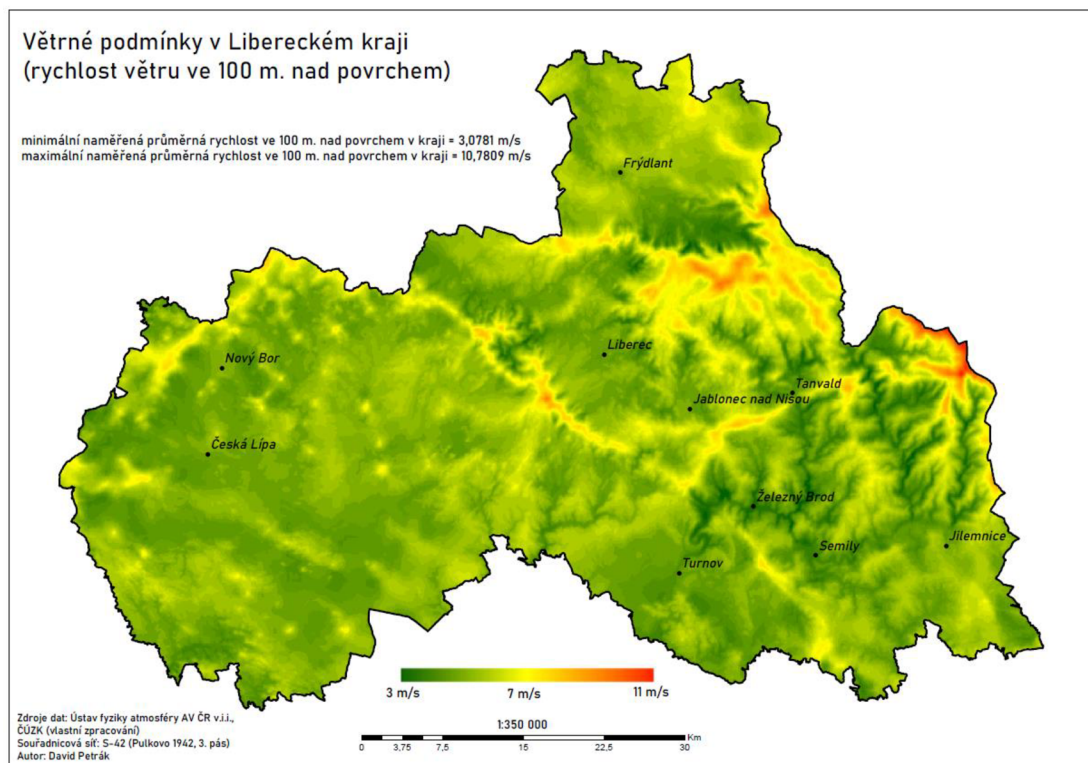 Větrné podmínky v Libereckém kraji
(rychlost větru ve 100 m. nad povrchem)
minimální naměřená průměrná rychlost ve 100 m. nad povrchem v kraji = 3,0781 m/s
maximální naměřená průměrná rychlost ve 100 m. nad povrchem v kraji = 10,7809 m/s
Frýdlant
Liberec
Nový Bor
Tanvald
Jablonec nad Nisou
Česká Lípa
Železný Brod
Jilemnice
Semily
Turnov
3 m/s 7 m/s 11 m/s
1:350 000
Km
0 3,75 7,5 15 22,5 30
Zdroje dat: Ústav fyziky atmosféry AV ČR v.i.i.,
ČÚZK (vlastní zpracování)
Souřadnicová síť: S-42 (Pulkovo 1942, 3. pás)
Autor: David Petrák